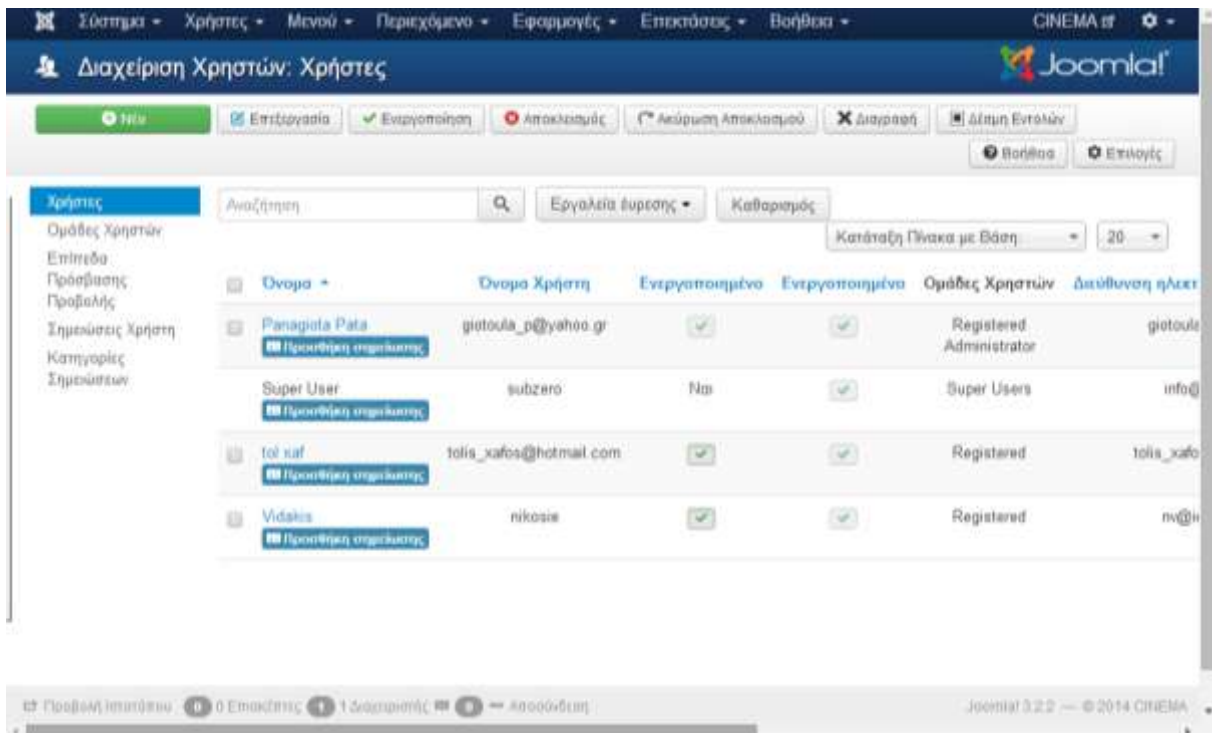 Σύστημα Χρήστες Μενού Περιεχόμενο Εφαρμογές Επεκτάσεις Βοήθεια CINEMA
Διαχείριση Χρηστών: Χρήστες Joomla!
Νέο Επεξεργασία Ενεργοποίηση Αποκλεισμός Ακύρωση Αποκλεισμού Διαγραφή Δέσμη Εντολών
Βοήθεια Επιλογές
Χρήστες
Ομάδες Χρηστών
Επίπεδα
Πρόσβασης
Προβολής
Σημειώσεις Χρήστη
Κατηγορίες
Σημειώσεων
Αναζήτηση Εργαλεία έυρεσης Καθαρισμός
Κατάταξη Πίνακα με Βάση 20
Όνομα Όνομα Χρήστη Ενεργοποιημένο Ενεργοποιημένο Ομάδες Χρηστών Διεύθυνση ηλεκτ
Panagiota Pata giotoula_p@yahoo.gr Registered giotoula
Προσθήκη σημείωσης Administrator
Super User subzero Ναι Super Users info@
Προσθήκη σημείωσης
tol xaf tolis_xafos@hotmail.com Registered tolis_xafo
Προσθήκη σημείωσης
Vidakis nikosie Registered nv@
Προσθήκη σημείωσης
Προβολή Ιστοτόπου 0 0 Επισκέπτες 1 1 Διαχειριστής 0 Αποσύνδεση Joomla! 3.2.2 — © 2014 CINEMA